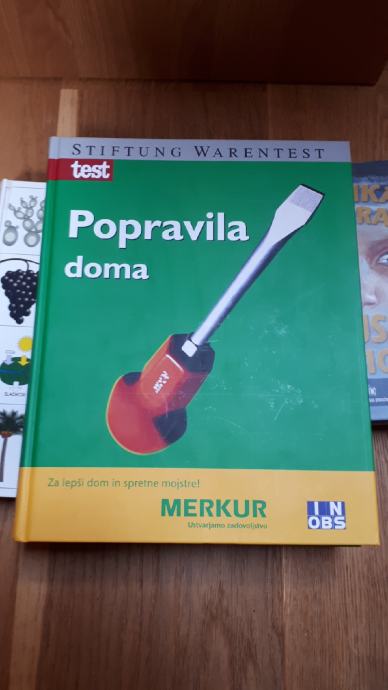 STIFTUNG WARENTEST
test
Popravila
doma
Za lepši dom in spretne mojstre!
MERKUR
Ustvarjamo zadovoljstvo
IN
OBS